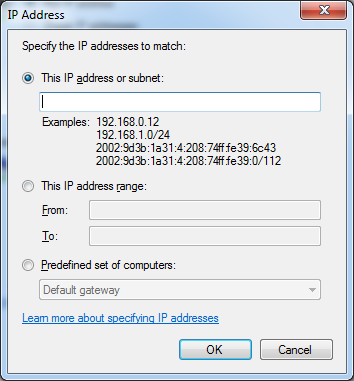 IP Address
Specify the IP addresses to match:
This IP address or subnet:
Examples: 192.168.0.12
192.168.1.0/24
2002:9d3b:1a31:4:208:74ff:fe39:6c43
2002:9d3b:1a31:4:208:74ff:fe39:0/112
This IP address range:
From:
To:
Predefined set of computers:
Default gateway
Learn more about specifying IP addresses
OK Cancel